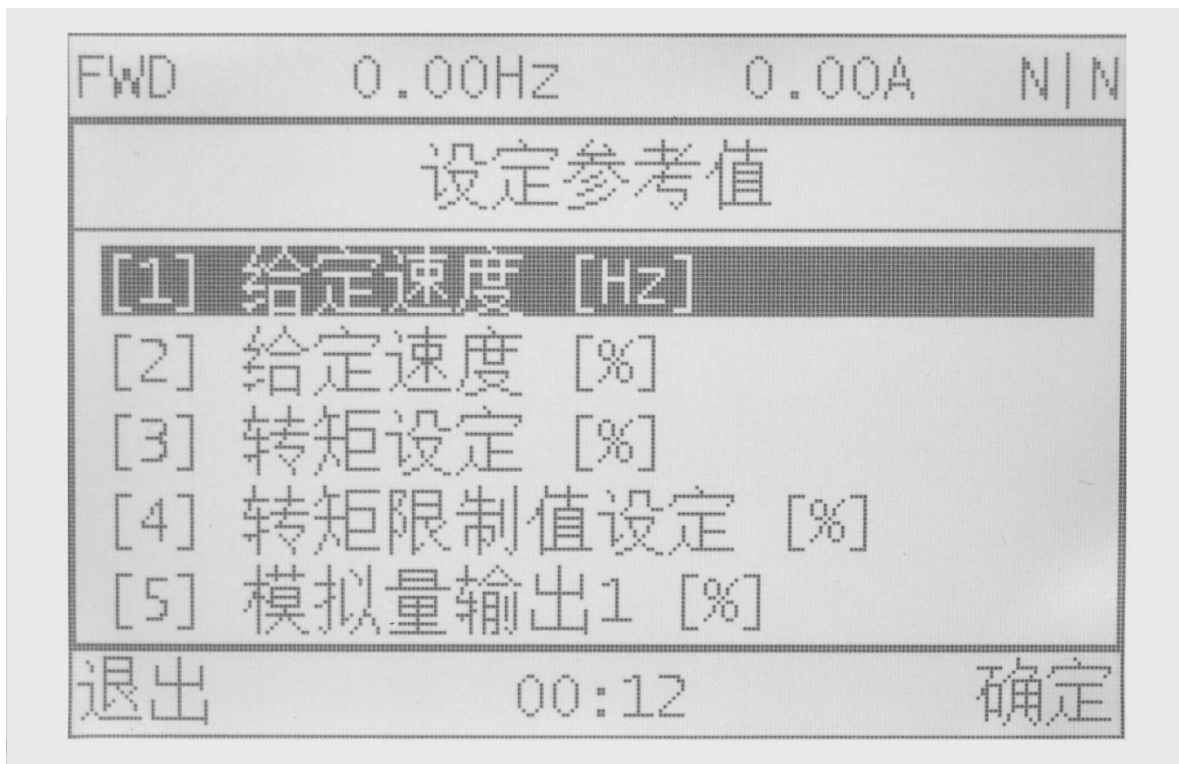 FWD 0.00Hz 0.00A N|N
设定参考值
[1] 给定速度 [Hz]
[2] 给定速度 [%]
[3] 转矩设定 [%]
[4] 转矩限制值设定 [%]
[5] 模拟量输出1 [%]
退出 00:12 确定